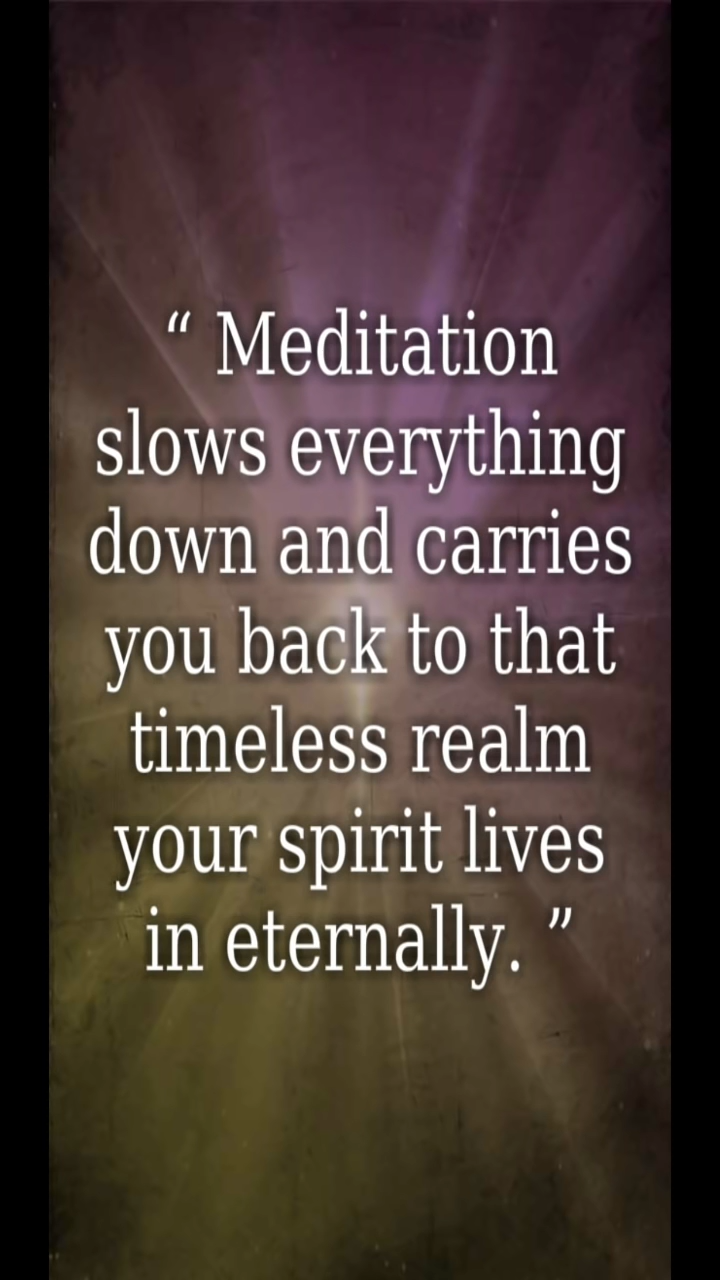 “ Meditation
slows everything
down and carries
you back to that
timeless realm
your spirit lives
in eternally. ”